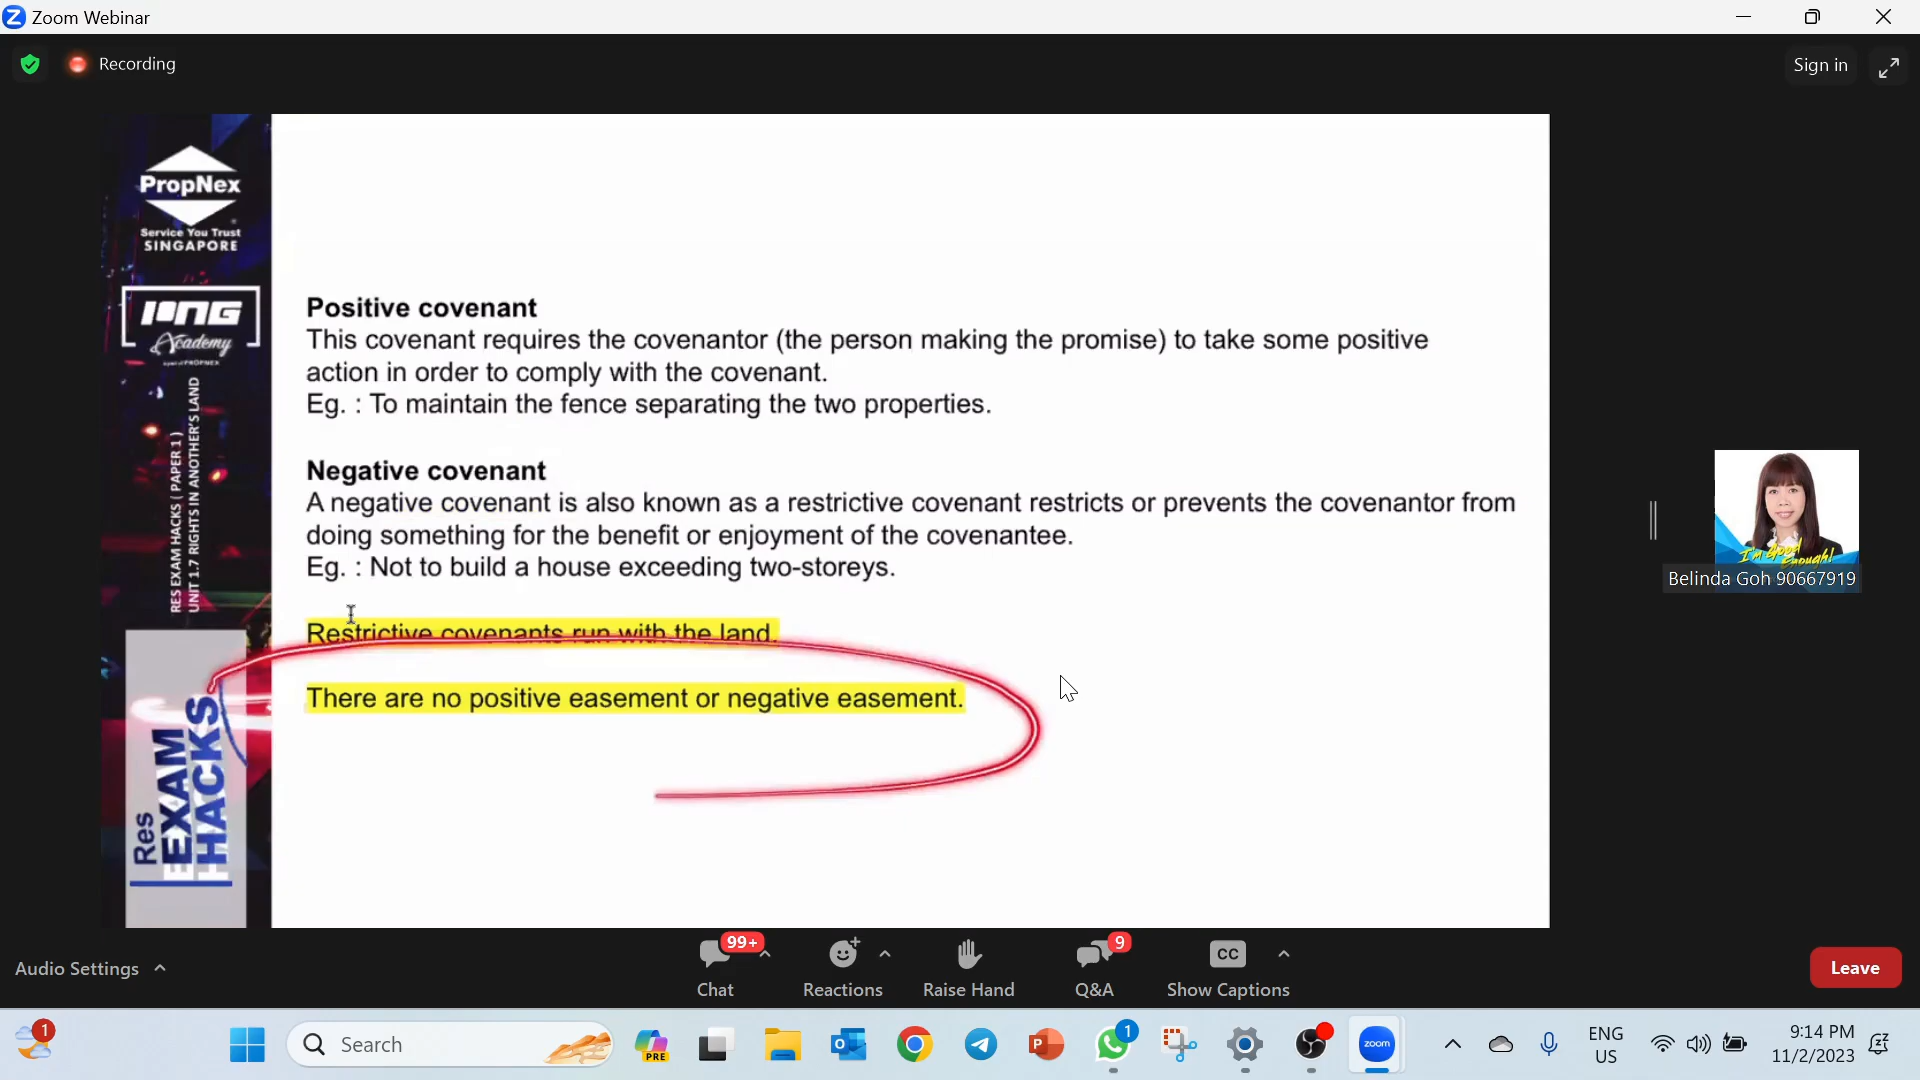 Zoom Webinar
Recording
Sign in
PropNex
Service You Trust
SINGAPORE
PNG
Academy
RES EXAM HACKS ( PAPER 1 )
UNIT 1.7 RIGHTS IN ANOTHER'S LAND
Res
EXAM
HACKS
Positive covenant
This covenant requires the covenantor (the person making the promise) to take some positive
action in order to comply with the covenant.
Eg. : To maintain the fence separating the two properties.
Negative covenant
A negative covenant is also known as a restrictive covenant restricts or prevents the covenantor from
doing something for the benefit or enjoyment of the covenantee.
Eg. : Not to build a house exceeding two-storeys.
Restrictive covenants run with the land.
There are no positive easement or negative easement.
I'm Good
Enough!
Belinda Goh 90667919
Audio Settings
99+
Chat
Reactions
Raise Hand
9
Q&A
CC
Show Captions
Leave
1
Search
PRE
1
zoom
ENG
US
9:14 PM
11/2/2023